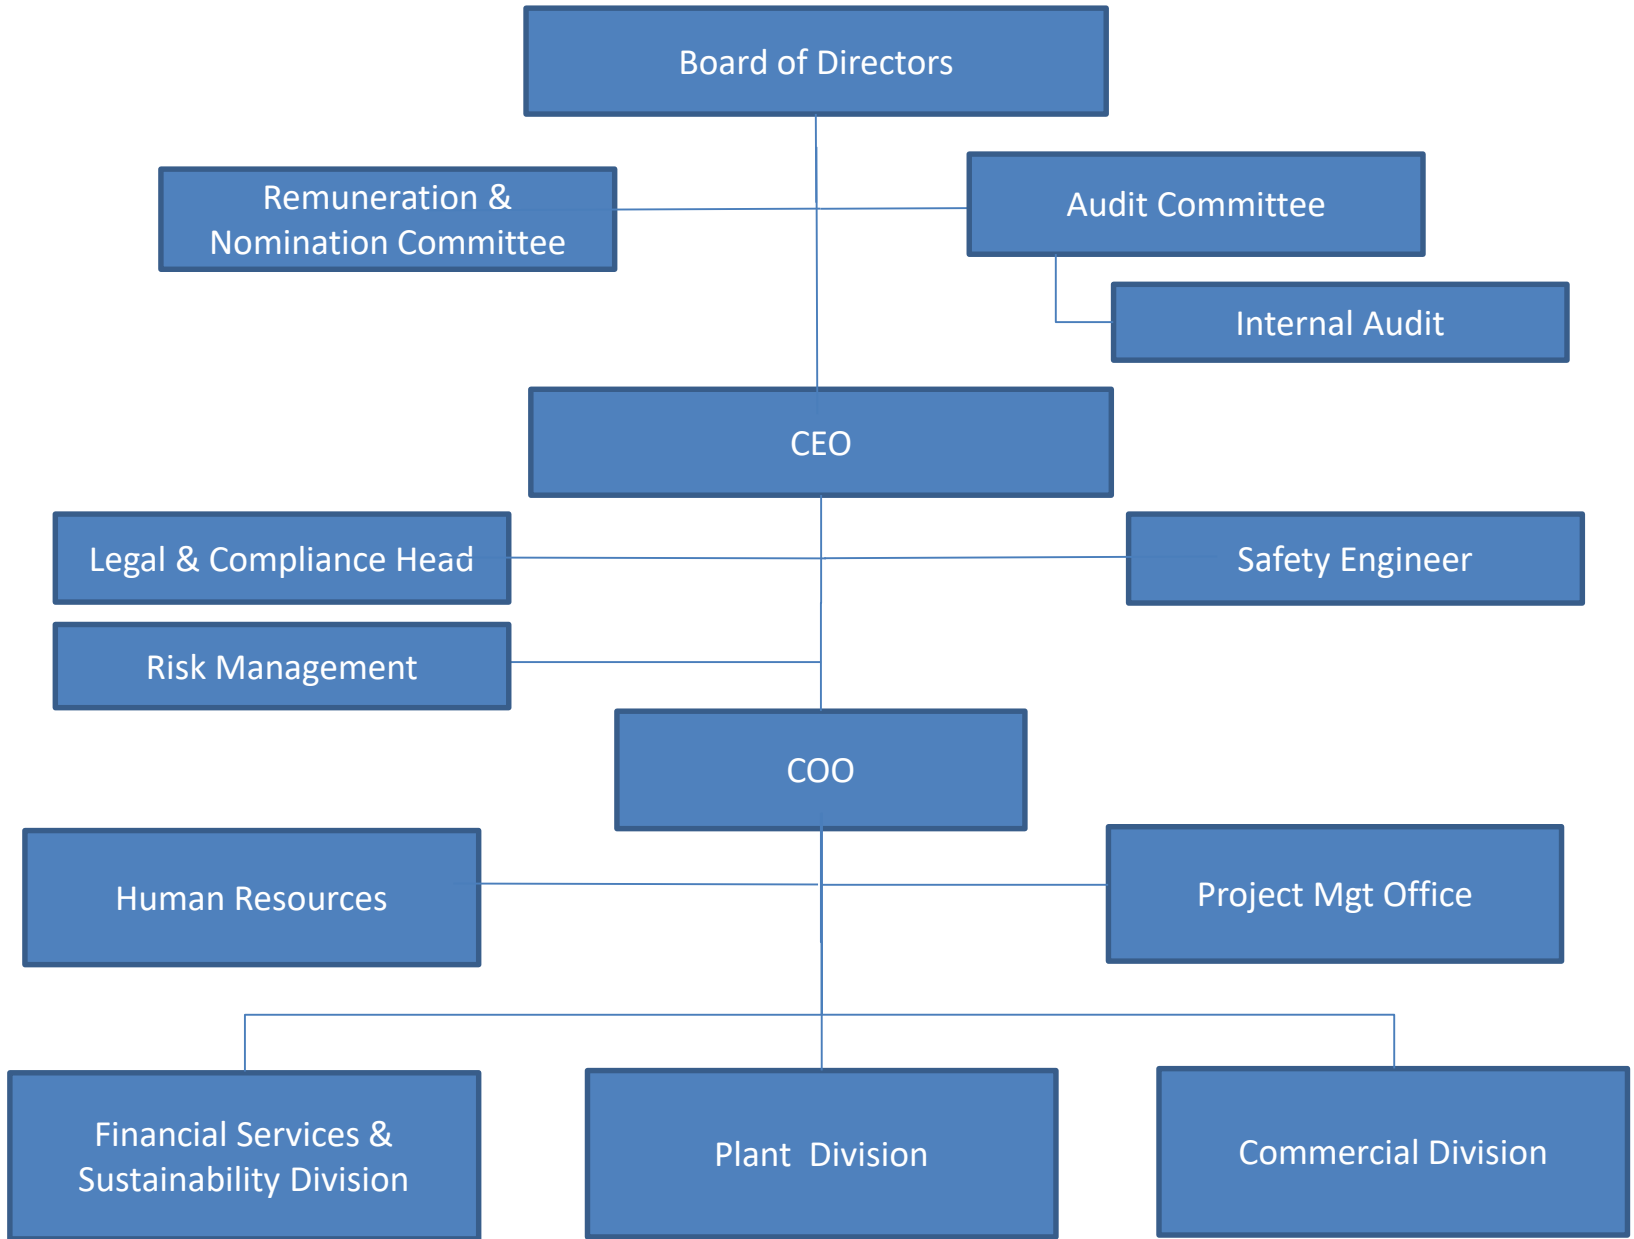 Board of Directors
Remuneration &
Nomination Committee
Audit Committee
Internal Audit
CEO
Legal & Compliance Head
Safety Engineer
Risk Management
COO
Human Resources
Project Mgt Office
Financial Services &
Sustainability Division
Plant  Division
Commercial Division